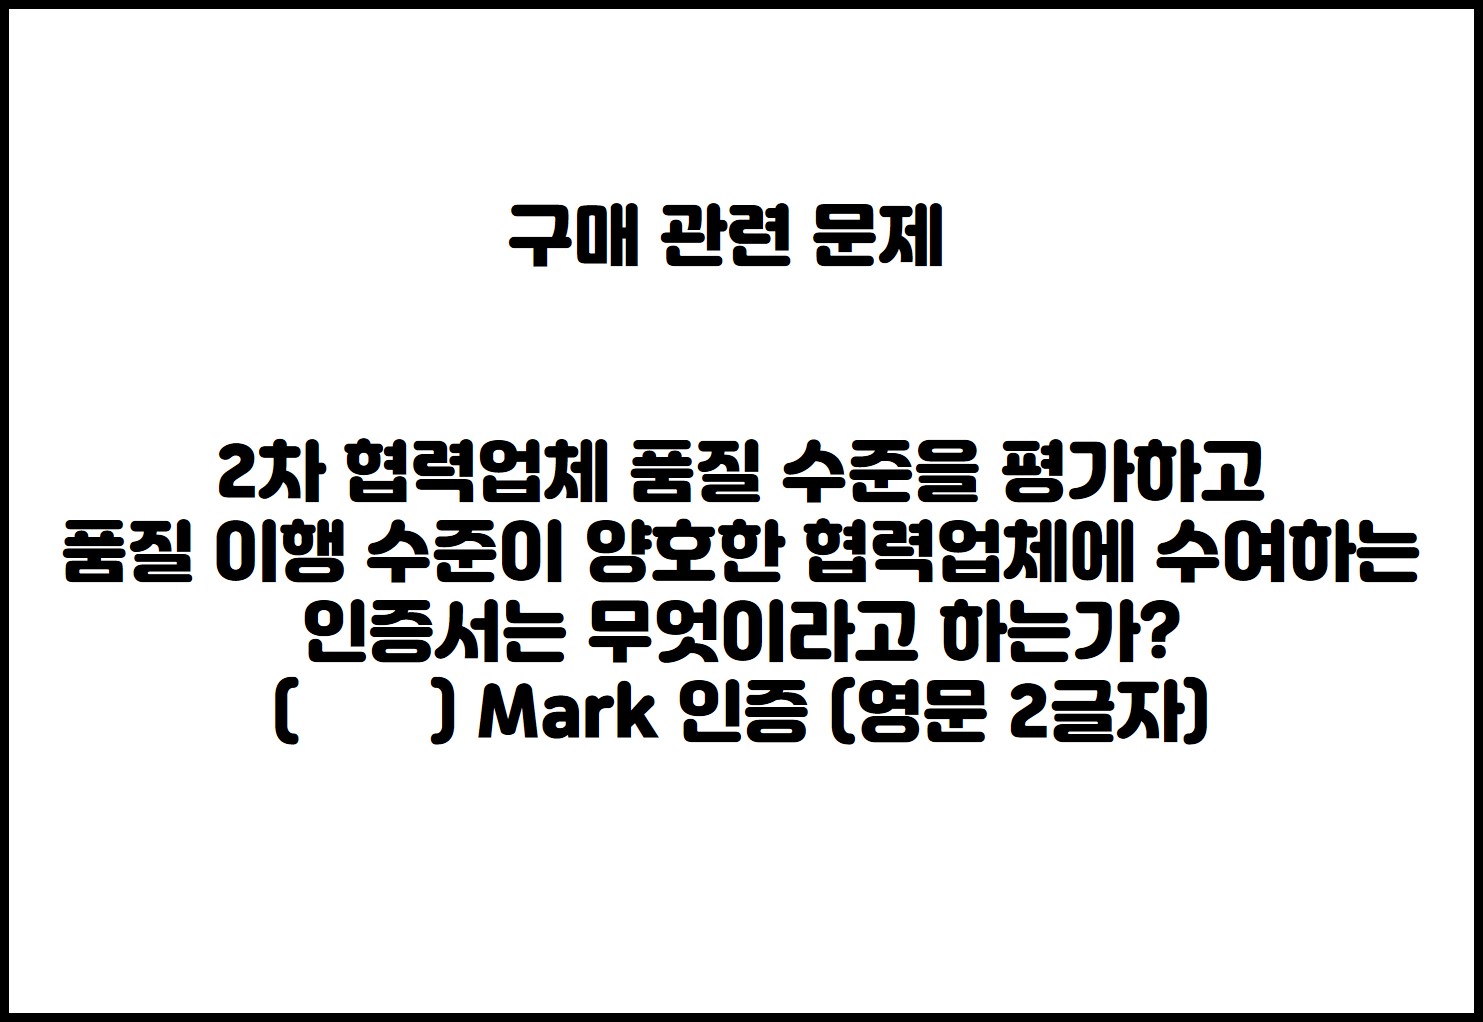 구매 관련 문제
2차 협력업체 품질 수준을 평가하고
품질 이행 수준이 양호한 협력업체에 수여하는
인증서는 무엇이라고 하는가?
(      ) Mark 인증 (영문 2글자)